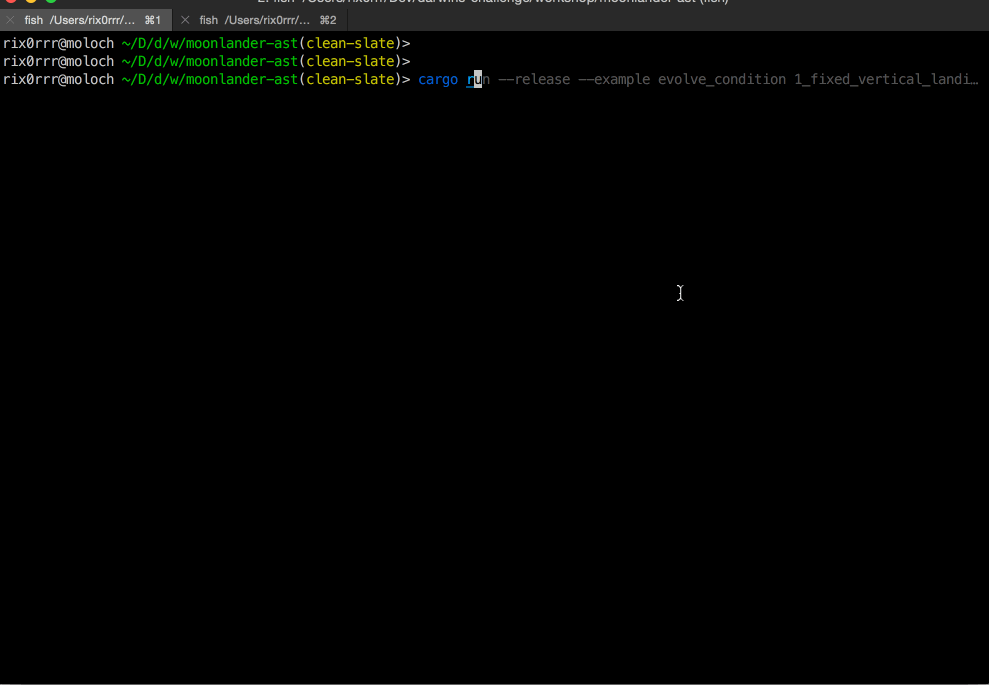 fish /Users/rix0rrr/... ⌘1 fish /Users/rix0rrr/... ⌘2
rix0rrr@moloch ~/D/d/w/moonlander-ast(clean-slate)>
rix0rrr@moloch ~/D/d/w/moonlander-ast(clean-slate)>
rix0rrr@moloch ~/D/d/w/moonlander-ast(clean-slate)> cargo run --release --example evolve_condition 1_fixed_vertical_landi…